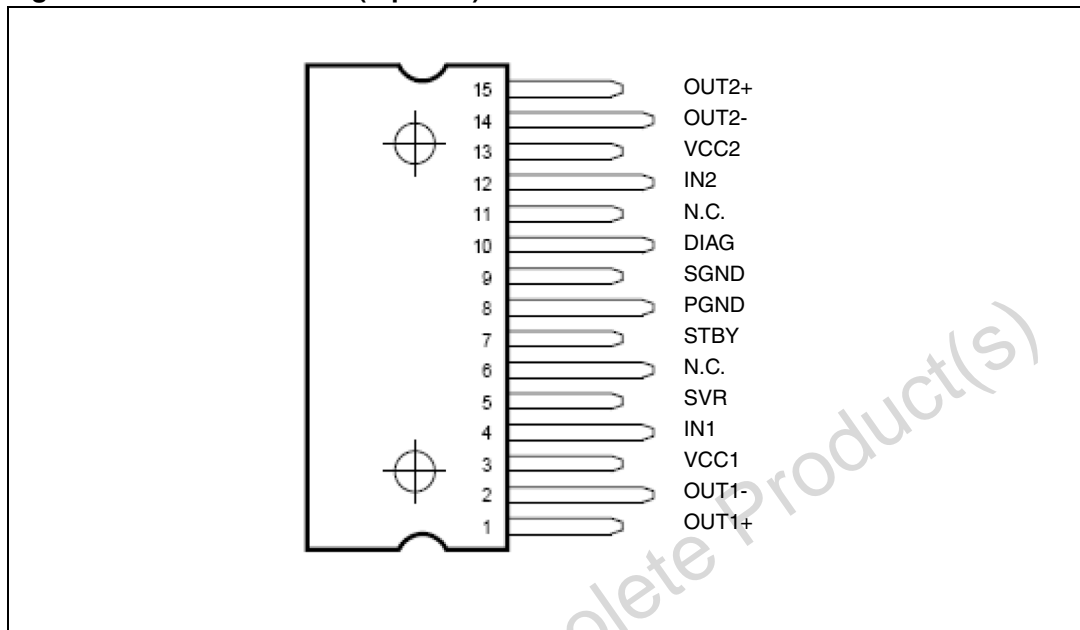 15 OUT2+
14 OUT2-
13 VCC2
12 IN2
11 N.C.
10 DIAG
9 SGND
8 PGND
7 STBY
6 N.C.
5 SVR
4 IN1
3 VCC1
2 OUT1-
1 OUT1+
Product(s)